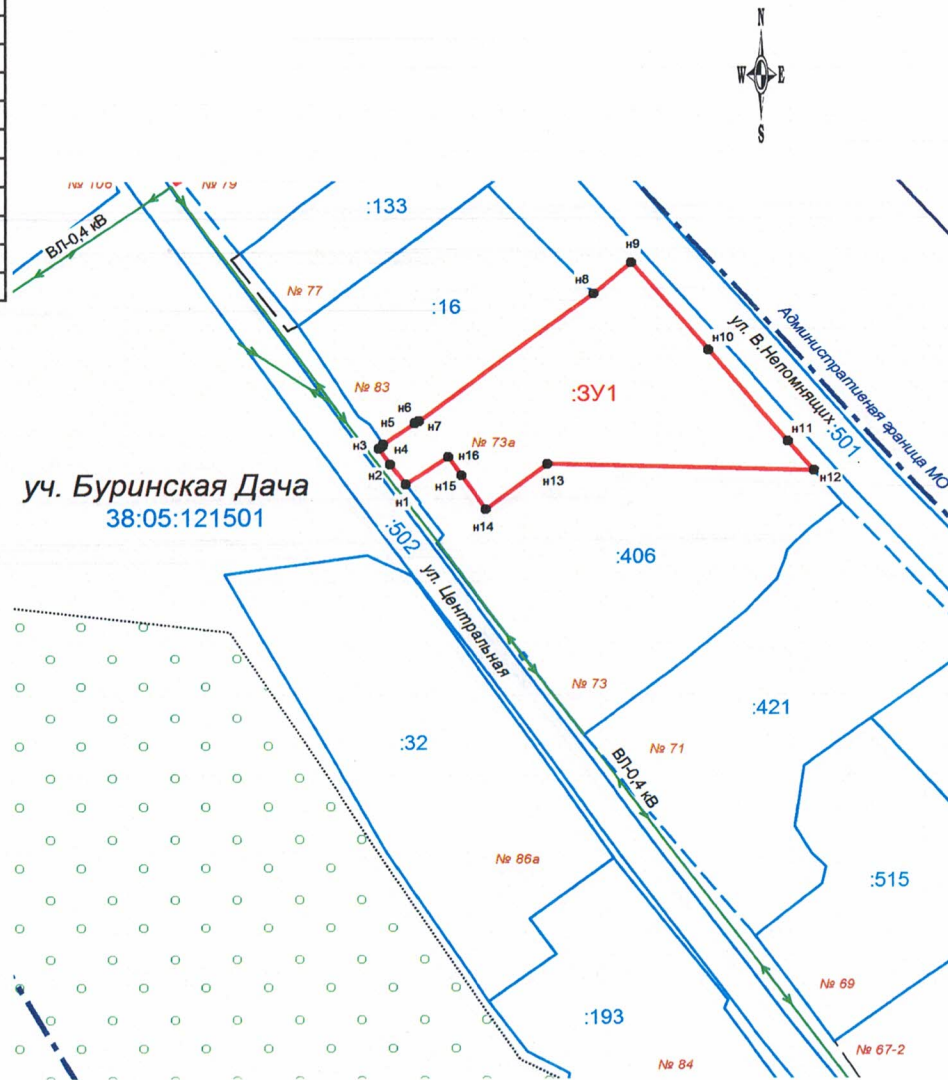 N
W E
S
№ 79
ВЛ-0,4 кВ
:133
№ 77
:16
н9
н8
Административная граница МО
ул. В.Непомнящих
:501
н10
№ 83
:ЗУ1
н6
н5
н7
н11
н3
н4
№ 73а
н16
н2
н15
н13
н12
н1
уч. Буринская Дача
38:05:121501
н14
:502
ул. Центральная
:406
№ 73
:421
:32
№ 71
ВЛ-0,4 кВ
№ 86а
:515
№ 69
:193
№ 67-2
№ 84